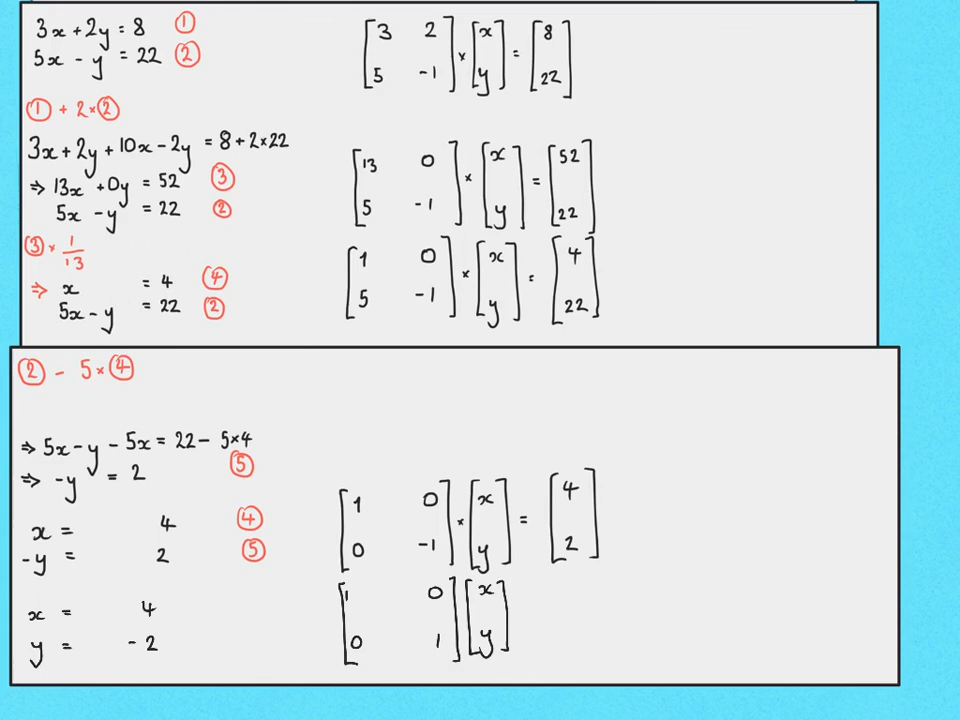 3x + 2y = 8 ①
5x - y = 22 ②
[3 2; 5 -1] × [x; y] = [8; 22]
① + 2×②
3x + 2y + 10x - 2y = 8 + 2×22
⇒ 13x + 0y = 52 ③
5x - y = 22 ②
[13 0; 5 -1] × [x; y] = [52; 22]
③ × 1/13
⇒ x = 4 ④
5x - y = 22 ②
[1 0; 5 -1] × [x; y] = [4; 22]
② - 5×④
⇒ 5x - y - 5x = 22 - 5×4
⇒ -y = 2 ⑤
x = 4 ④
-y = 2 ⑤
[1 0; 0 -1] × [x; y] = [4; 2]
x = 4
y = -2
[1 0; 0 1] [x; y]